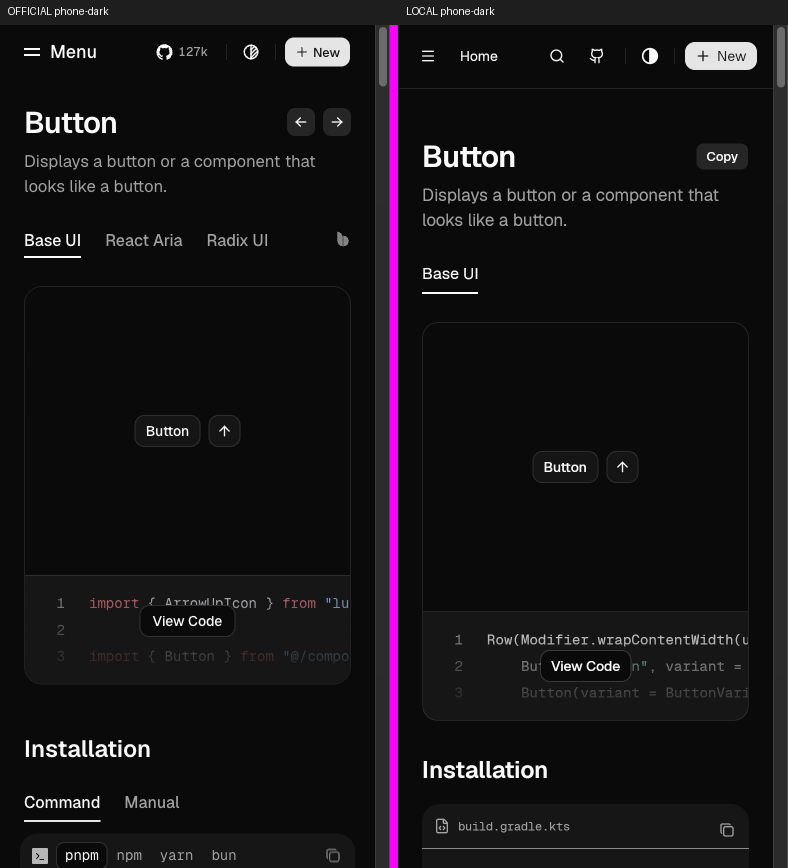 OFFICIAL phone-dark
Menu
127k
New
Button
Displays a button or a component that
looks like a button.
Base UI
React Aria
Radix UI
Button
1 import { ArrowUpIcon } from "lu
2
View Code
3 import { Button } from "@/compo
Installation
Command
Manual
pnpm
npm
yarn
bun
LOCAL phone-dark
Home
New
Button
Copy
Displays a button or a component that
looks like a button.
Base UI
Button
1 Row(Modifier.wrapContentWidth(u
2 Bu n", variant =
View Code
3 Button(variant = ButtonVari
Installation
build.gradle.kts